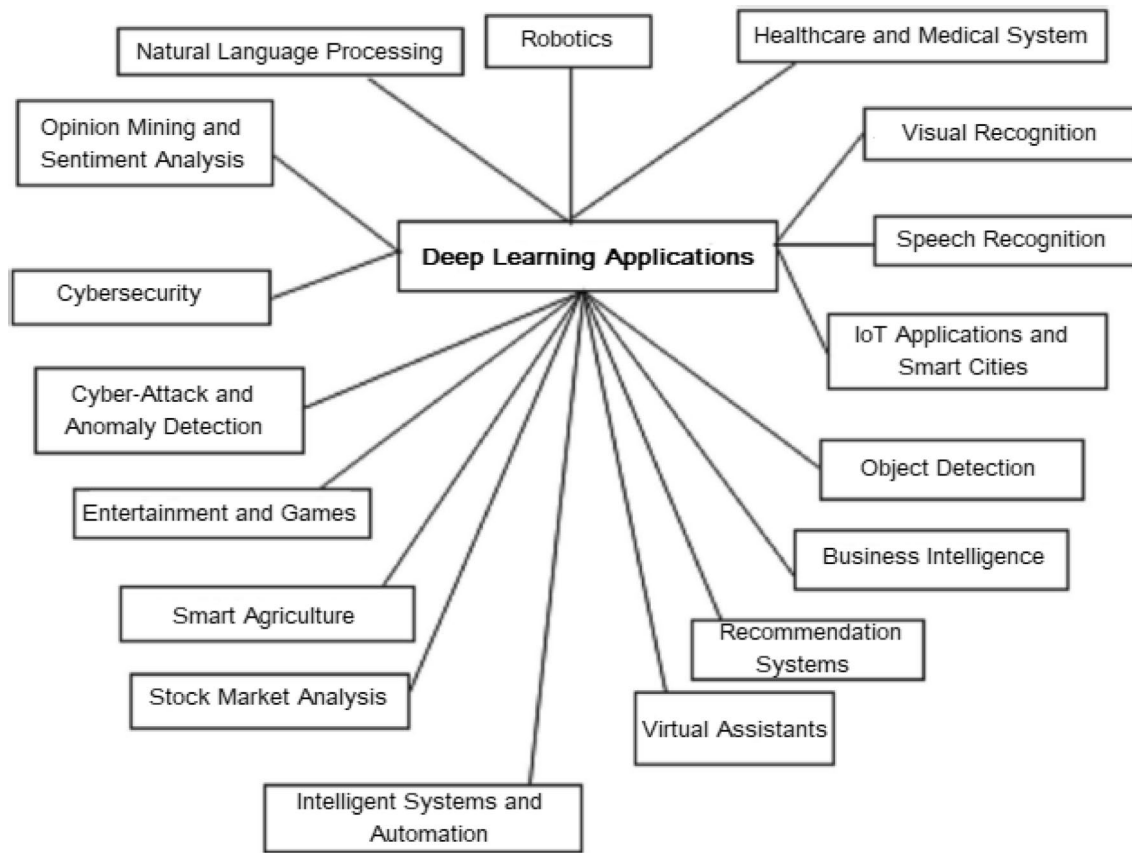 Robotics
Healthcare and Medical System
Natural Language Processing
Opinion Mining and
Sentiment Analysis
Visual Recognition
Deep Learning Applications
Speech Recognition
Cybersecurity
IoT Applications and
Smart Cities
Cyber-Attack and
Anomaly Detection
Object Detection
Entertainment and Games
Business Intelligence
Smart Agriculture
Recommendation
Systems
Stock Market Analysis
Virtual Assistants
Intelligent Systems and
Automation